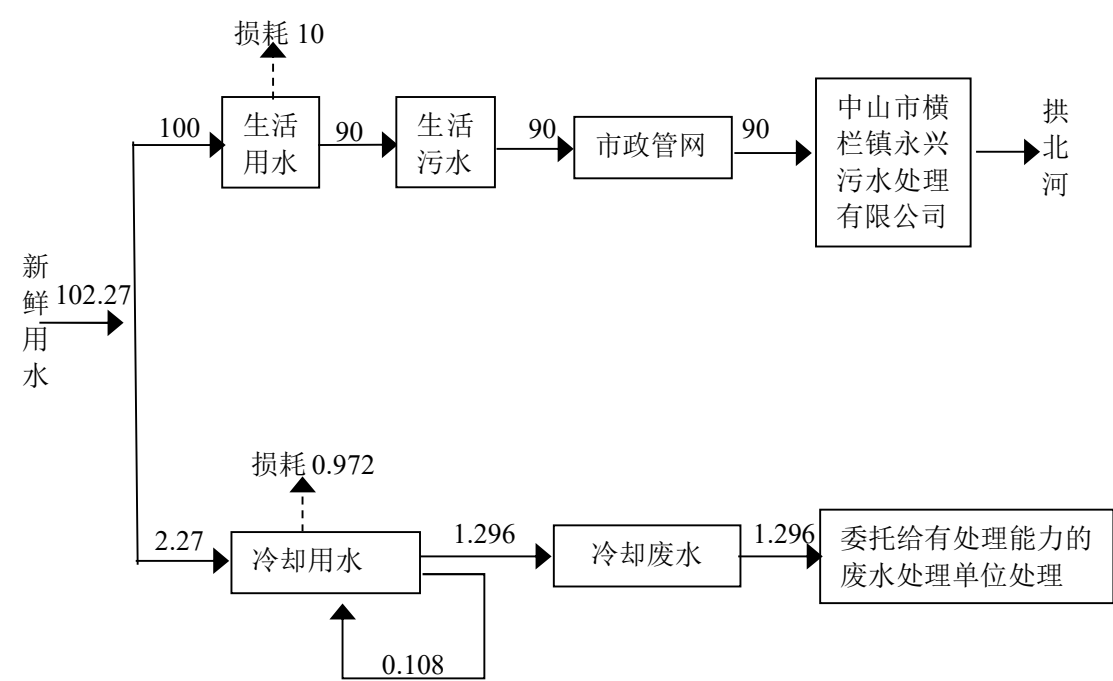 损耗 10
100
生活
用水
90
生活
污水
90
市政管网
90
中山市横
栏镇永兴
污水处理
有限公司
拱
北
河
新
鲜
用
水
102.27
损耗 0.972
2.27
冷却用水
1.296
冷却废水
1.296
委托给有处理能力的
废水处理单位处理
0.108